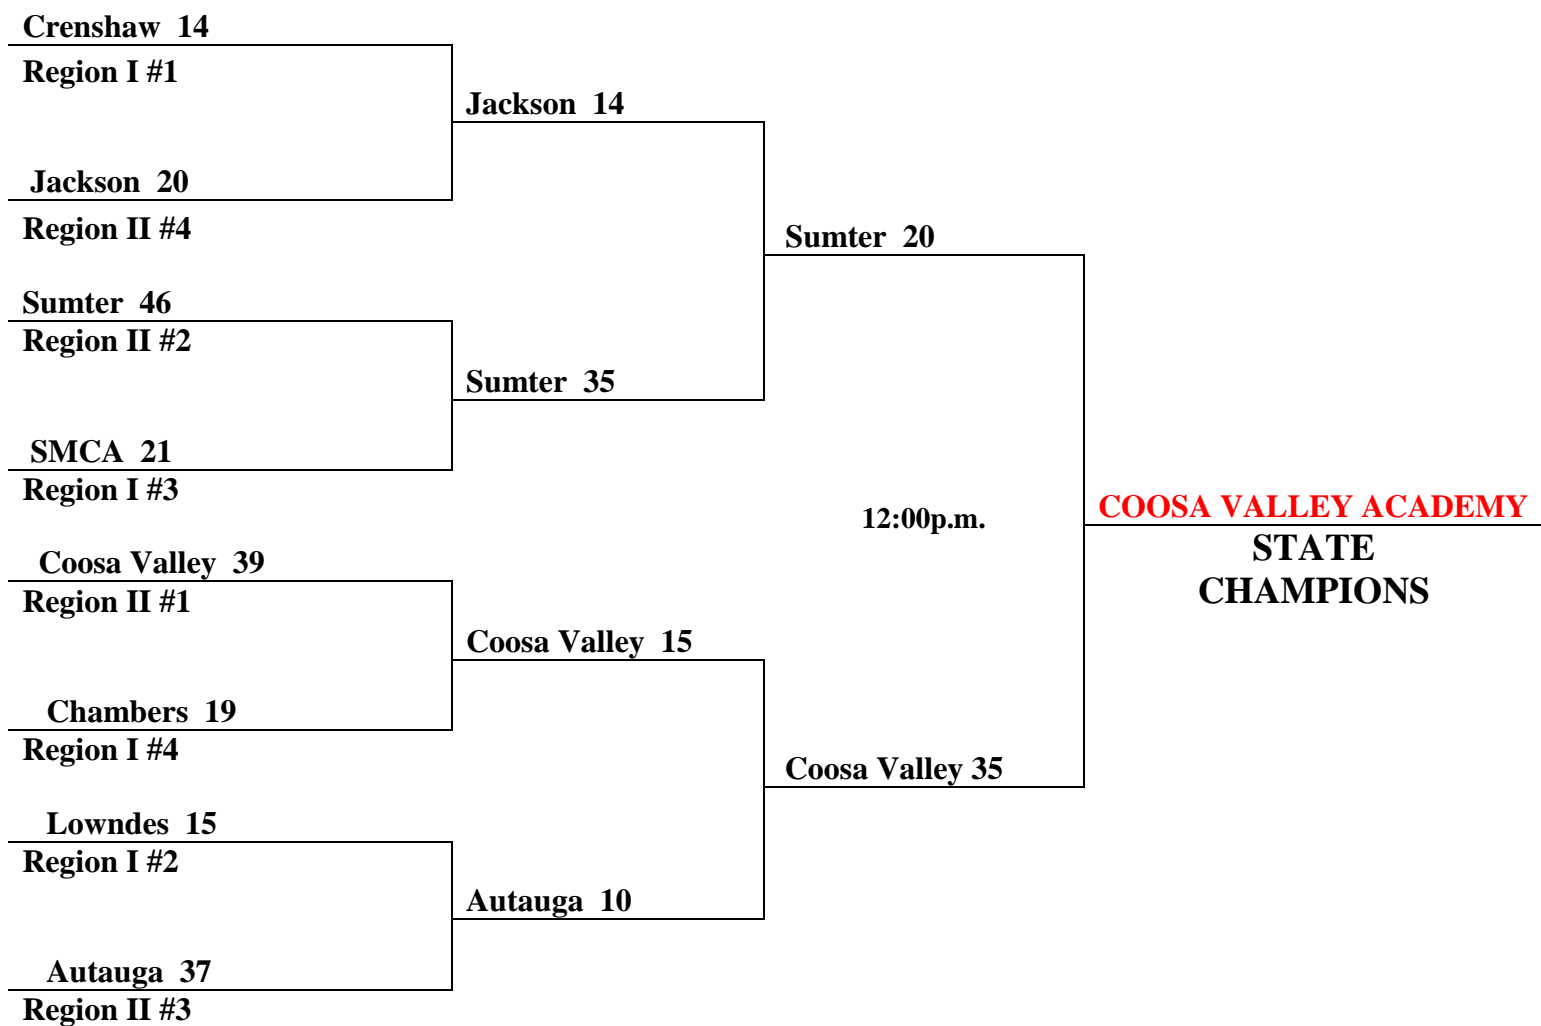 Crenshaw 14
Region I #1
Jackson 14
Jackson 20
Region II #4
Sumter 20
Sumter 46
Region II #2
Sumter 35
SMCA 21
Region I #3
12:00p.m.
COOSA VALLEY ACADEMY
STATE
CHAMPIONS
Coosa Valley 39
Region II #1
Coosa Valley 15
Chambers 19
Region I #4
Coosa Valley 35
Lowndes 15
Region I #2
Autauga 10
Autauga 37
Region II #3